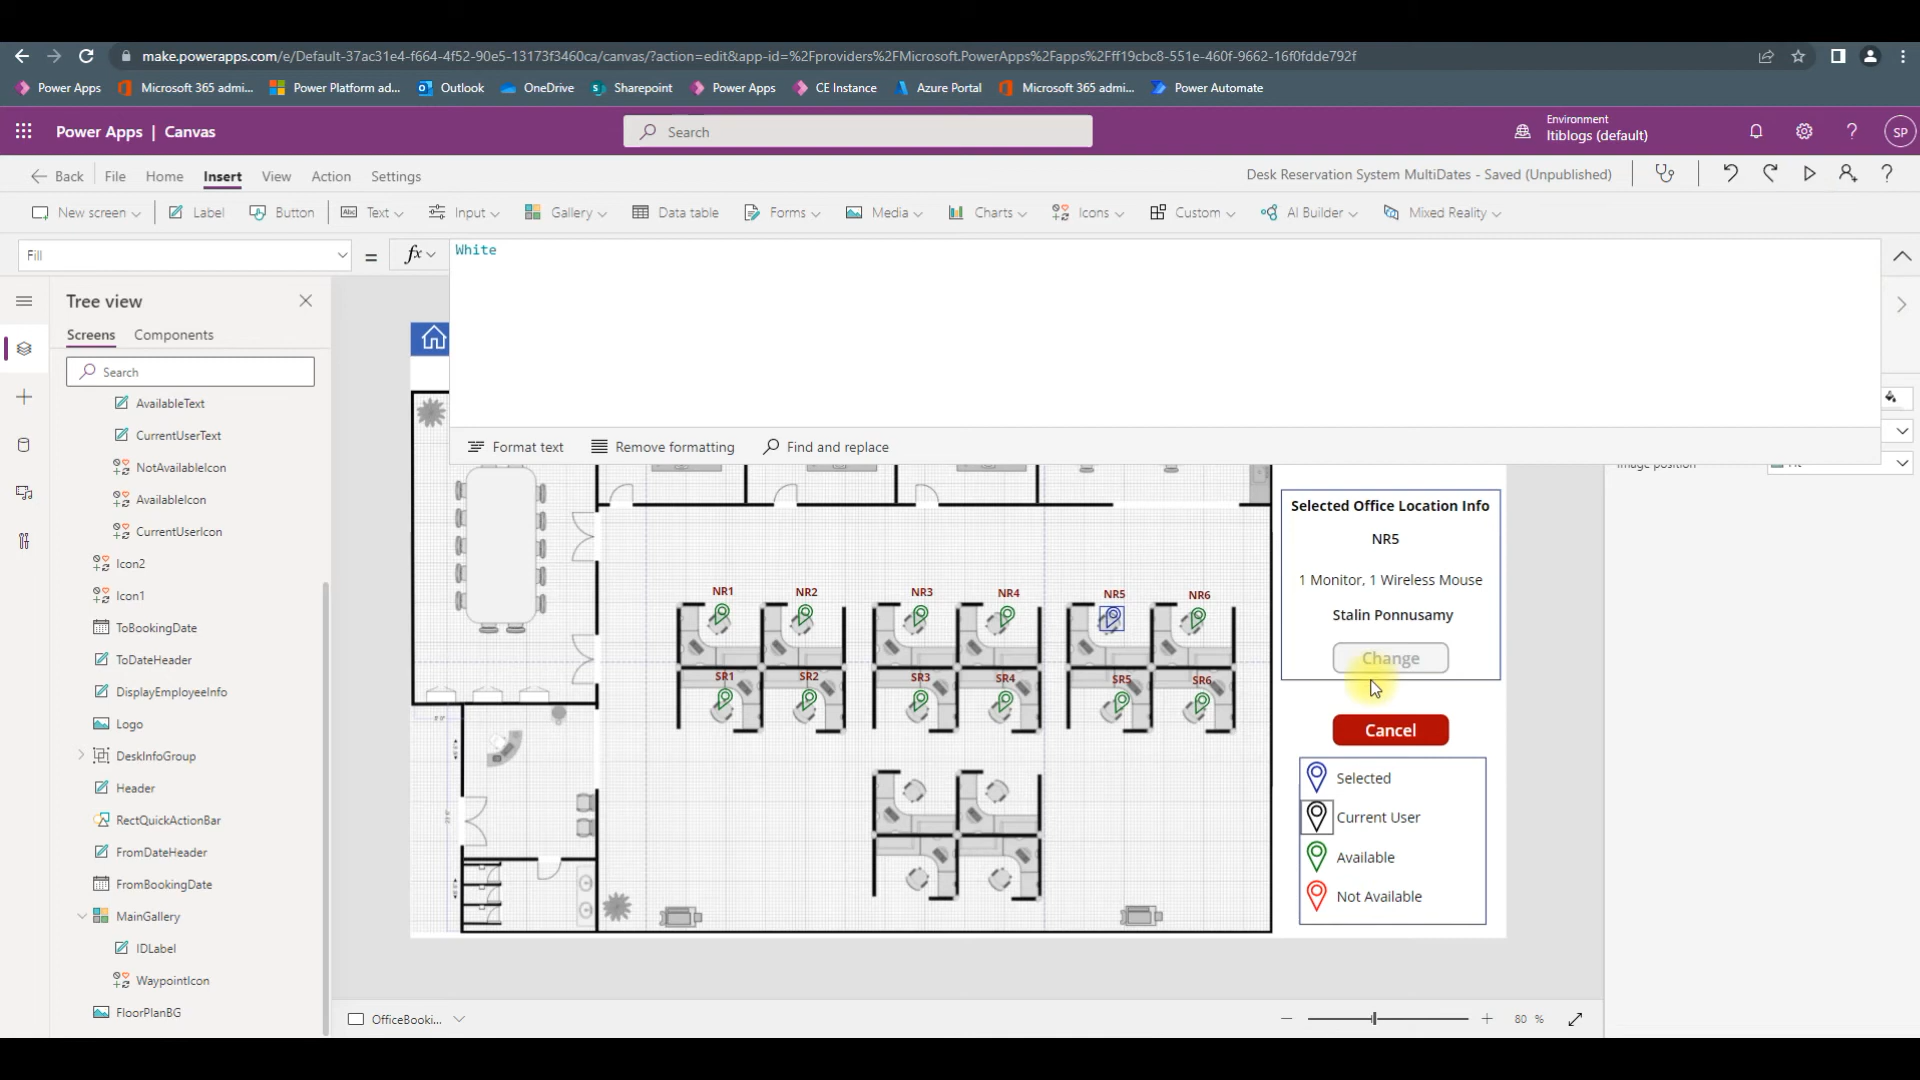 make.powerapps.com/e/Default-37ac31e4-f664-4f52-90e5-13173f3460ca/canvas/?action=edit&app-id=%2Fproviders%2FMicrosoft.PowerApps%2Fapps%2Fff19cbc8-551e-460f-9662-16f0fdde792f
Power Apps Microsoft 365 admi... Power Platform ad... Outlook OneDrive Sharepoint Power Apps CE Instance Azure Portal Microsoft 365 admi... Power Automate
Power Apps | Canvas
Search
Environment
ltiblogs (default)
SP
Back File Home Insert View Action Settings
Desk Reservation System MultiDates - Saved (Unpublished)
New screen Label Button Text Input Gallery Data table Forms Media Charts Icons Custom AI Builder Mixed Reality
Fill = fx White
Format text Remove formatting Find and replace
Tree view
Screens Components
Search
AvailableText
CurrentUserText
NotAvailableIcon
AvailableIcon
CurrentUserIcon
Icon2
Icon1
ToBookingDate
ToDateHeader
DisplayEmployeeInfo
Logo
DeskInfoGroup
Header
RectQuickActionBar
FromDateHeader
FromBookingDate
MainGallery
IDLabel
WaypointIcon
FloorPlanBG
NR1 NR2 NR3 NR4 NR5 NR6
SR1 SR2 SR3 SR4 SR5 SR6
Selected Office Location Info
NR5
1 Monitor, 1 Wireless Mouse
Stalin Ponnusamy
Change
Cancel
Selected
Current User
Available
Not Available
Image position
OfficeBooki...
80 %